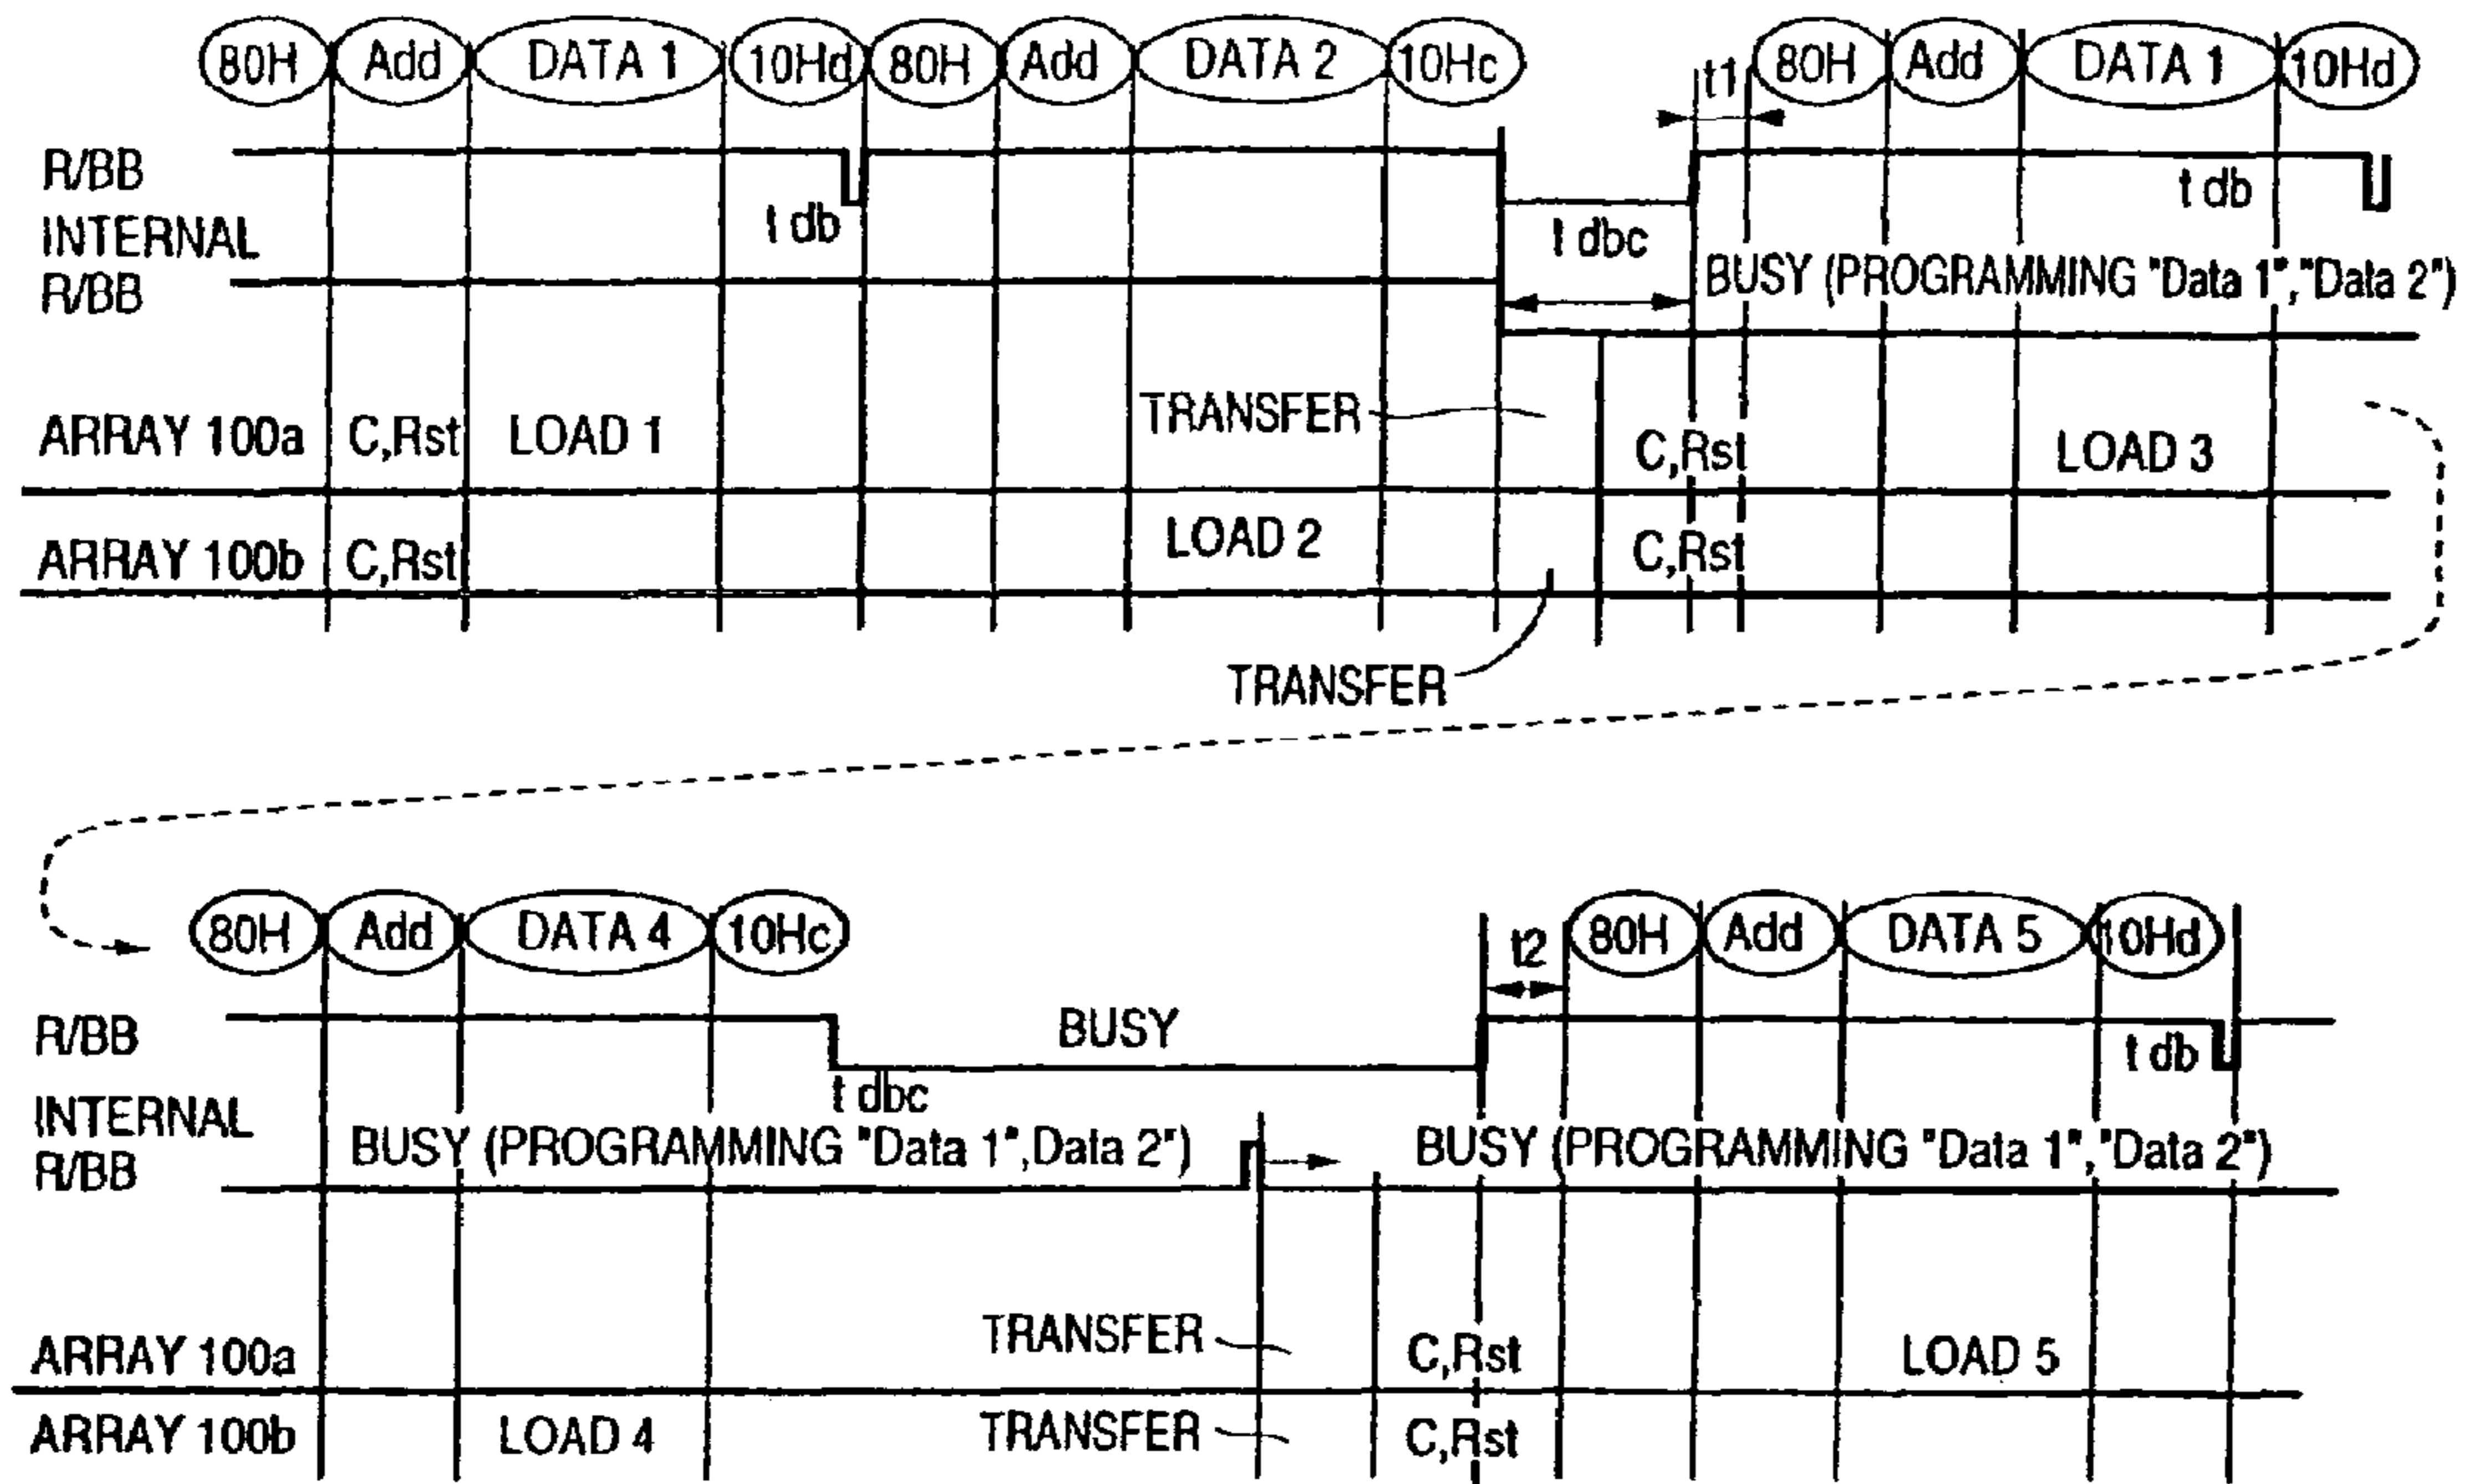 80H Add DATA 1 10Hd 80H Add DATA 2 10Hc t1 80H Add DATA 1 10Hd
R/BB
t db
t dbc
t db
INTERNAL
R/BB
BUSY (PROGRAMMING "Data 1","Data 2")
TRANSFER
ARRAY 100a C,Rst LOAD 1 C,Rst LOAD 3
ARRAY 100b C,Rst LOAD 2 C,Rst
TRANSFER
80H Add DATA 4 10Hc t2 80H Add DATA 5 10Hd
R/BB BUSY t db
t dbc
INTERNAL
R/BB
BUSY (PROGRAMMING "Data 1",Data 2") BUSY (PROGRAMMING "Data 1","Data 2")
ARRAY 100a TRANSFER C,Rst LOAD 5
ARRAY 100b LOAD 4 TRANSFER C,Rst